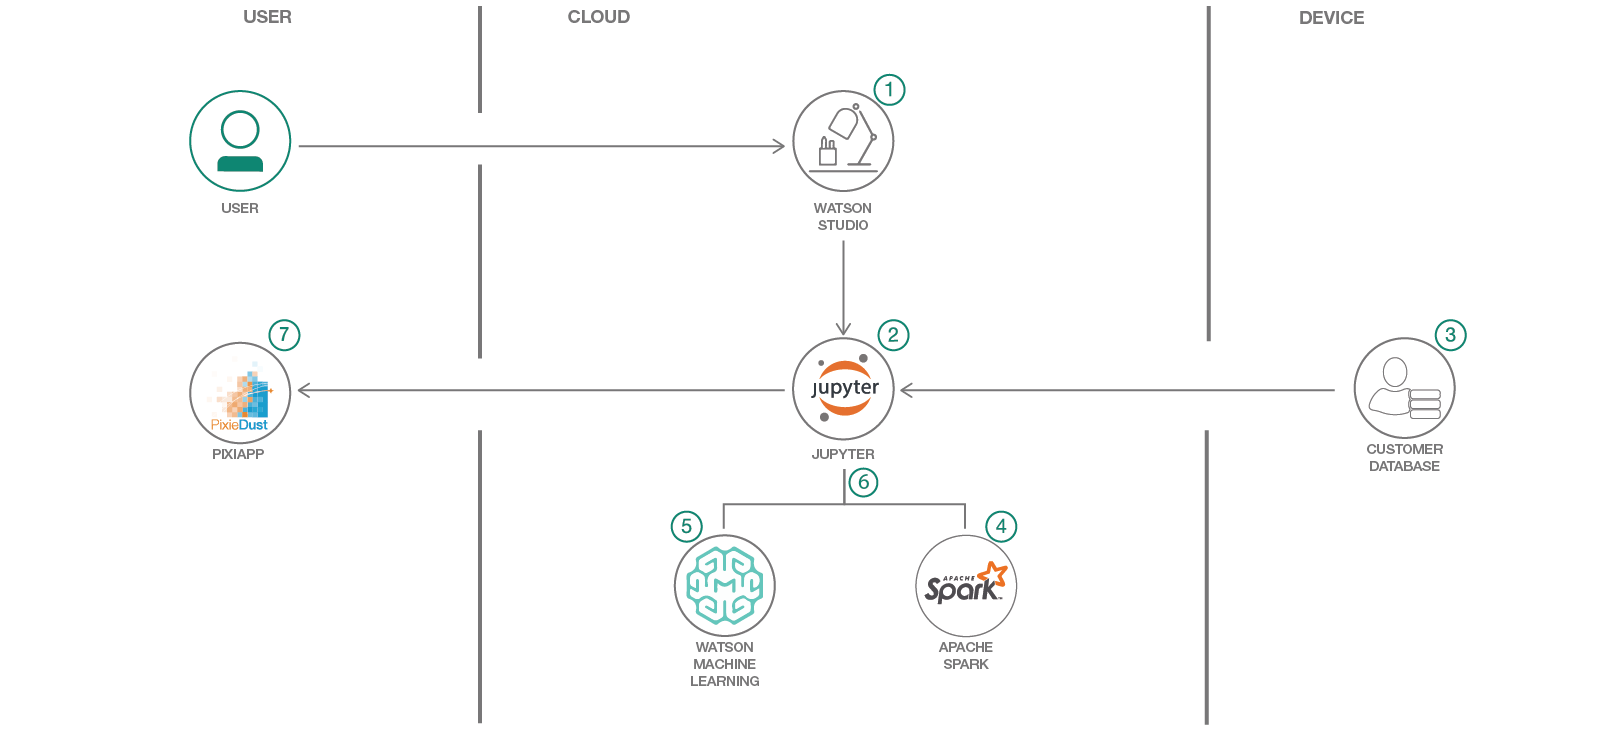 USER
CLOUD
DEVICE
1
USER
WATSON
STUDIO
7
2
3
jupyter
PixieDust
PIXIAPP
JUPYTER
CUSTOMER
DATABASE
6
5
4
APACHE
Spark™
WATSON
MACHINE
LEARNING
APACHE
SPARK